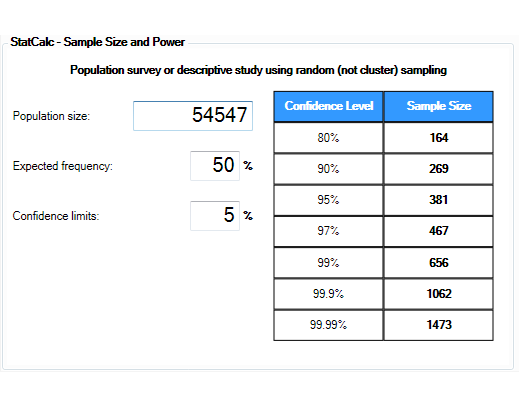 StatCalc - Sample Size and Power
Population survey or descriptive study using random (not cluster) sampling
Population size: 54547
Expected frequency: 50 %
Confidence limits: 5 %
Confidence Level Sample Size
80% 164
90% 269
95% 381
97% 467
99% 656
99.9% 1062
99.99% 1473